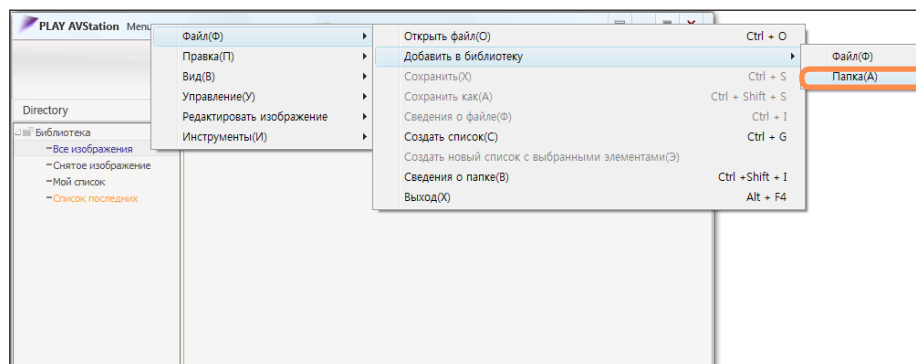 PLAY AVStation Menu
Файл(Ф)
Правка(П)
Вид(В)
Управление(У)
Редактировать изображение
Инструменты(И)
Открыть файл(О) Ctrl + O
Добавить в библиотеку
Сохранить(Х) Ctrl + S
Сохранить как(А) Ctrl + Shift + S
Сведения о файле(Ф) Ctrl + I
Создать список(С) Ctrl + G
Создать новый список с выбранными элементами(Э)
Сведения о папке(В) Ctrl +Shift + I
Выход(Х) Alt + F4
Файл(Ф)
Папка(А)
Directory
Библиотека
Все изображения
Снятое изображение
Мой список
Список последних